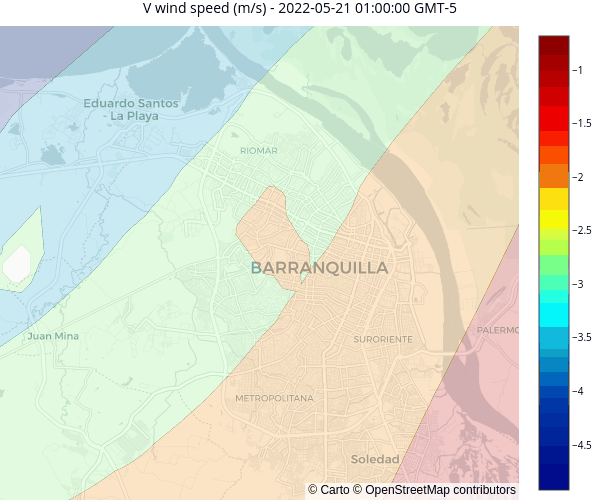 V wind speed (m/s) - 2022-05-21 01:00:00 GMT-5
Eduardo Santos
- La Playa
RIOMAR
BARRANQUILLA
Juan Mina
SURORIENTE
PALERMO
METROPOLITANA
Soledad
© Carto © OpenStreetMap contributors
−1
−1.5
−2
−2.5
−3
−3.5
−4
−4.5